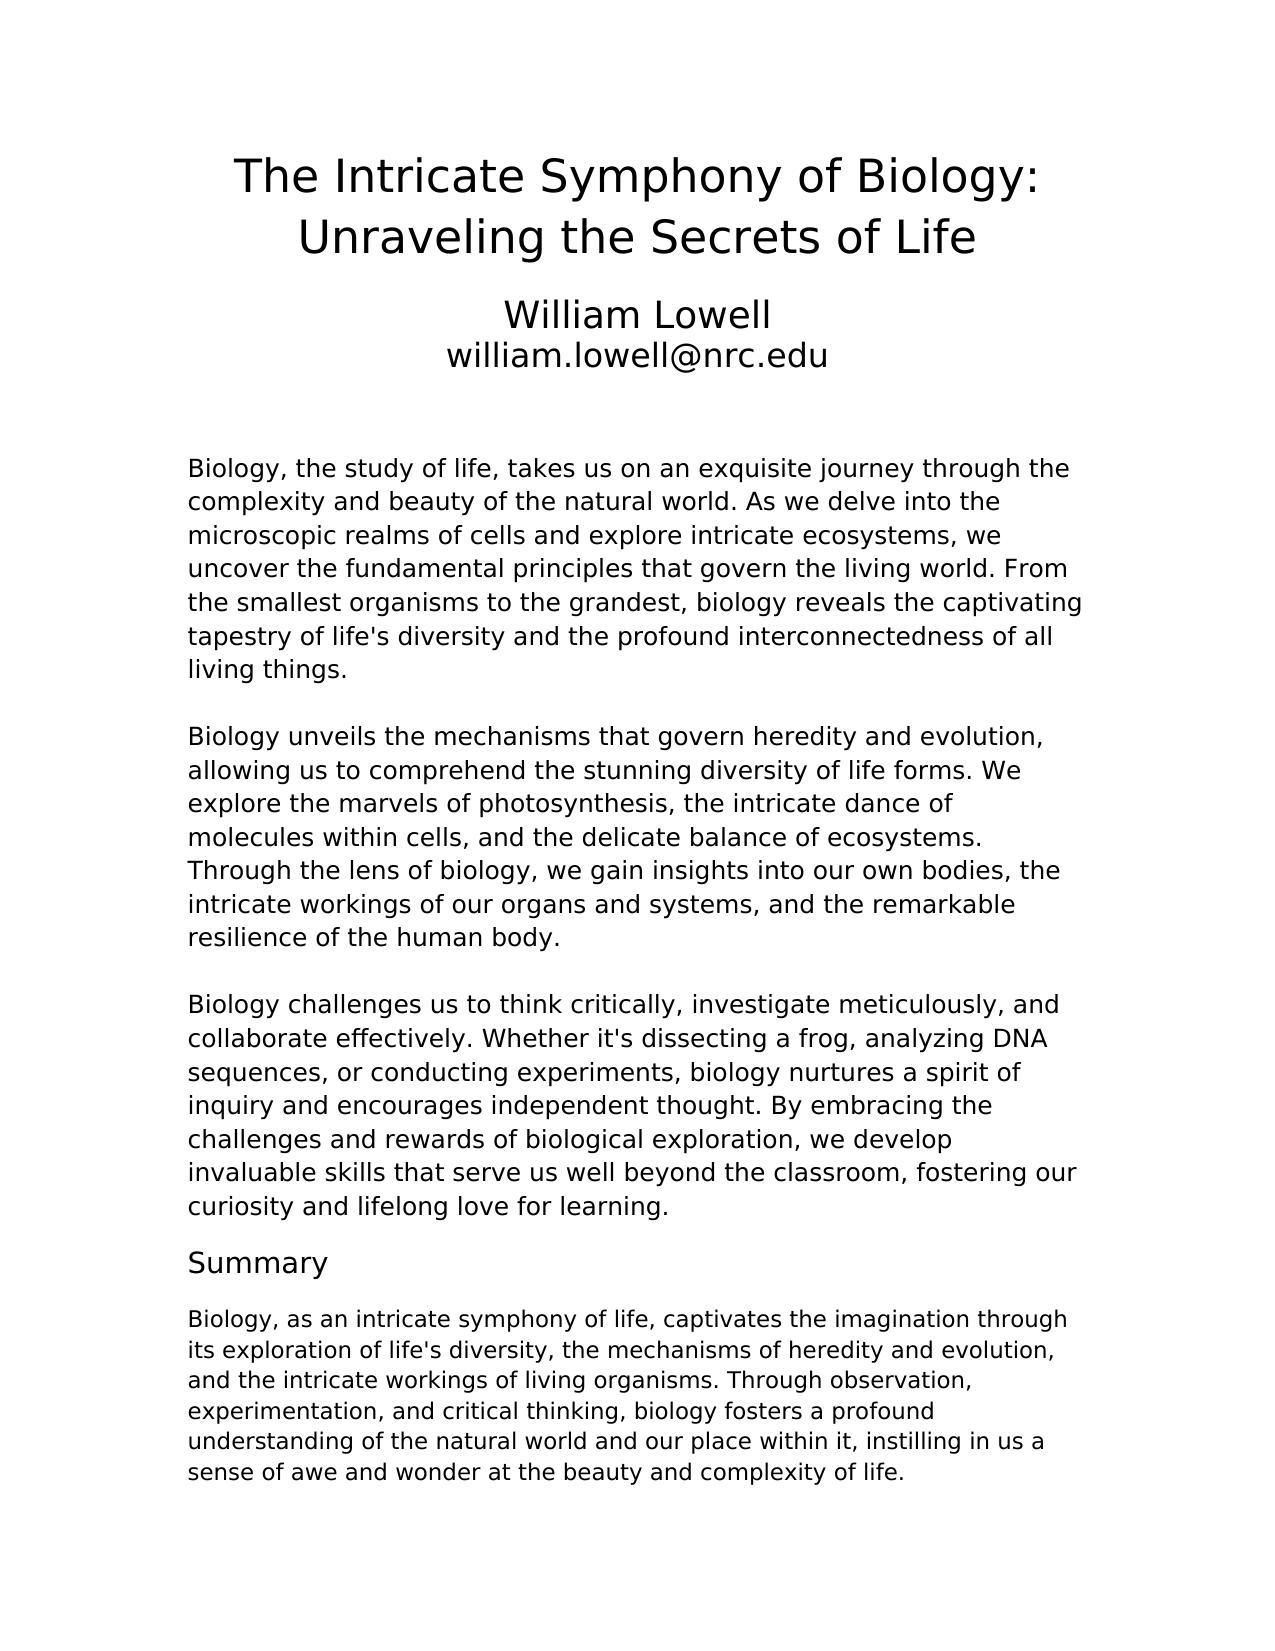 The Intricate Symphony of Biology:
Unraveling the Secrets of Life
William Lowell
william.lowell@nrc.edu
Biology, the study of life, takes us on an exquisite journey through the
complexity and beauty of the natural world. As we delve into the
microscopic realms of cells and explore intricate ecosystems, we
uncover the fundamental principles that govern the living world. From
the smallest organisms to the grandest, biology reveals the captivating
tapestry of life's diversity and the profound interconnectedness of all
living things.
Biology unveils the mechanisms that govern heredity and evolution,
allowing us to comprehend the stunning diversity of life forms. We
explore the marvels of photosynthesis, the intricate dance of
molecules within cells, and the delicate balance of ecosystems.
Through the lens of biology, we gain insights into our own bodies, the
intricate workings of our organs and systems, and the remarkable
resilience of the human body.
Biology challenges us to think critically, investigate meticulously, and
collaborate effectively. Whether it's dissecting a frog, analyzing DNA
sequences, or conducting experiments, biology nurtures a spirit of
inquiry and encourages independent thought. By embracing the
challenges and rewards of biological exploration, we develop
invaluable skills that serve us well beyond the classroom, fostering our
curiosity and lifelong love for learning.
Summary
Biology, as an intricate symphony of life, captivates the imagination through
its exploration of life's diversity, the mechanisms of heredity and evolution,
and the intricate workings of living organisms. Through observation,
experimentation, and critical thinking, biology fosters a profound
understanding of the natural world and our place within it, instilling in us a
sense of awe and wonder at the beauty and complexity of life.